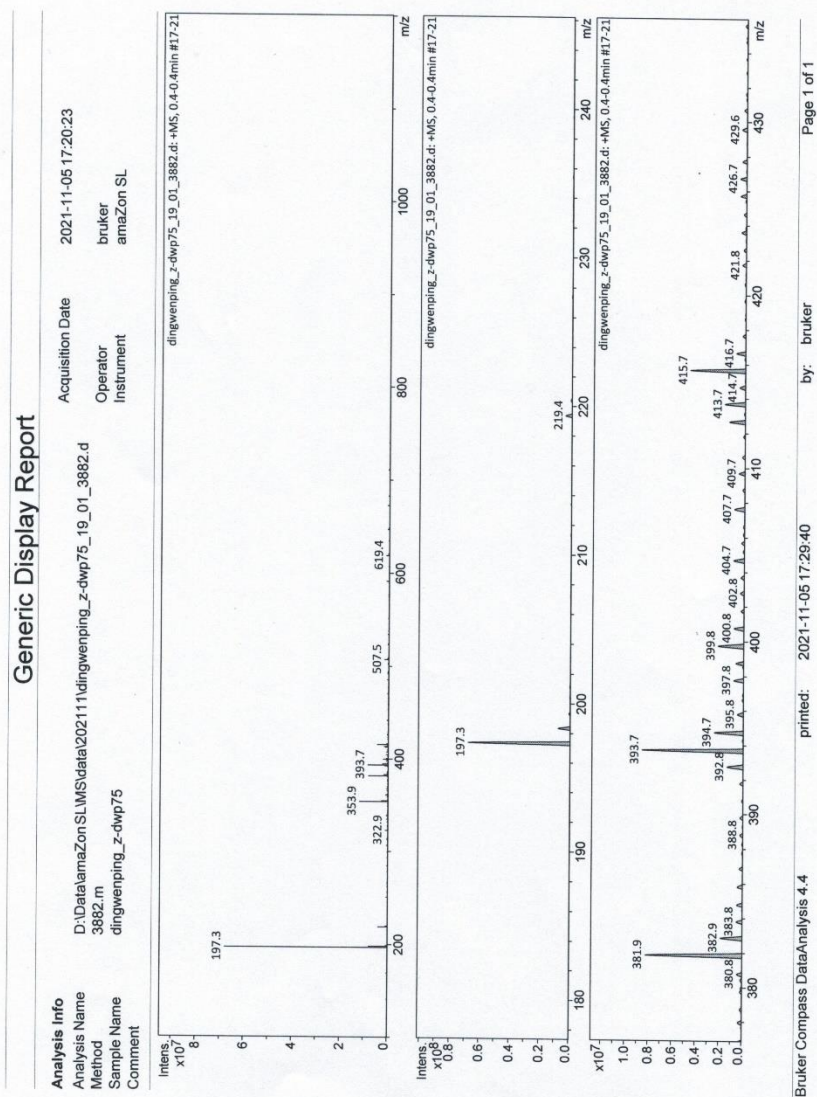 Generic Display Report
Analysis Info
Acquisition Date 2021-11-05 17:20:23
Analysis Name D:\Data\amaZon SL\MS\data\202111\dingwenping_z-dwp75_19_01_3882.d
Method 3882.m
Operator bruker
Sample Name dingwenping_z-dwp75
Instrument amaZon SL
Comment
Intens.
x10^7
dingwenping_z-dwp75_19_01_3882.d: +MS, 0.4-0.4min #17-21
8
6
4
2
0
197.3
322.9
353.9
393.7
507.5
619.4
200
400
600
800
1000
m/z
Intens.
x10^8
dingwenping_z-dwp75_19_01_3882.d: +MS, 0.4-0.4min #17-21
0.8
0.6
0.4
0.2
0.0
197.3
219.4
180
190
200
210
220
230
240
m/z
x10^7
dingwenping_z-dwp75_19_01_3882.d: +MS, 0.4-0.4min #17-21
1.0
0.8
0.6
0.4
0.2
0.0
380.8
381.9
382.9
383.8
388.8
392.8
393.7
394.7
395.8
397.8
399.8
400.8
402.8
404.7
407.7
409.7
413.7
414.7
415.7
416.7
421.8
426.7
429.6
380
390
400
410
420
430
m/z
Bruker Compass DataAnalysis 4.4
printed: 2021-11-05 17:29:40
by: bruker
Page 1 of 1